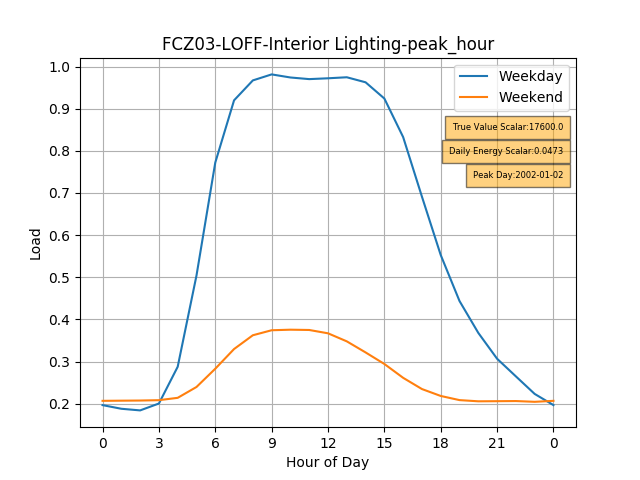 FCZ03-LOFF-Interior Lighting-peak_hour
1.0
0.9
0.8
0.7
0.6
0.5
0.4
0.3
0.2
Load
Weekday
Weekend
True Value Scalar:17600.0
Daily Energy Scalar:0.0473
Peak Day:2002-01-02
0 3 6 9 12 15 18 21 0
Hour of Day